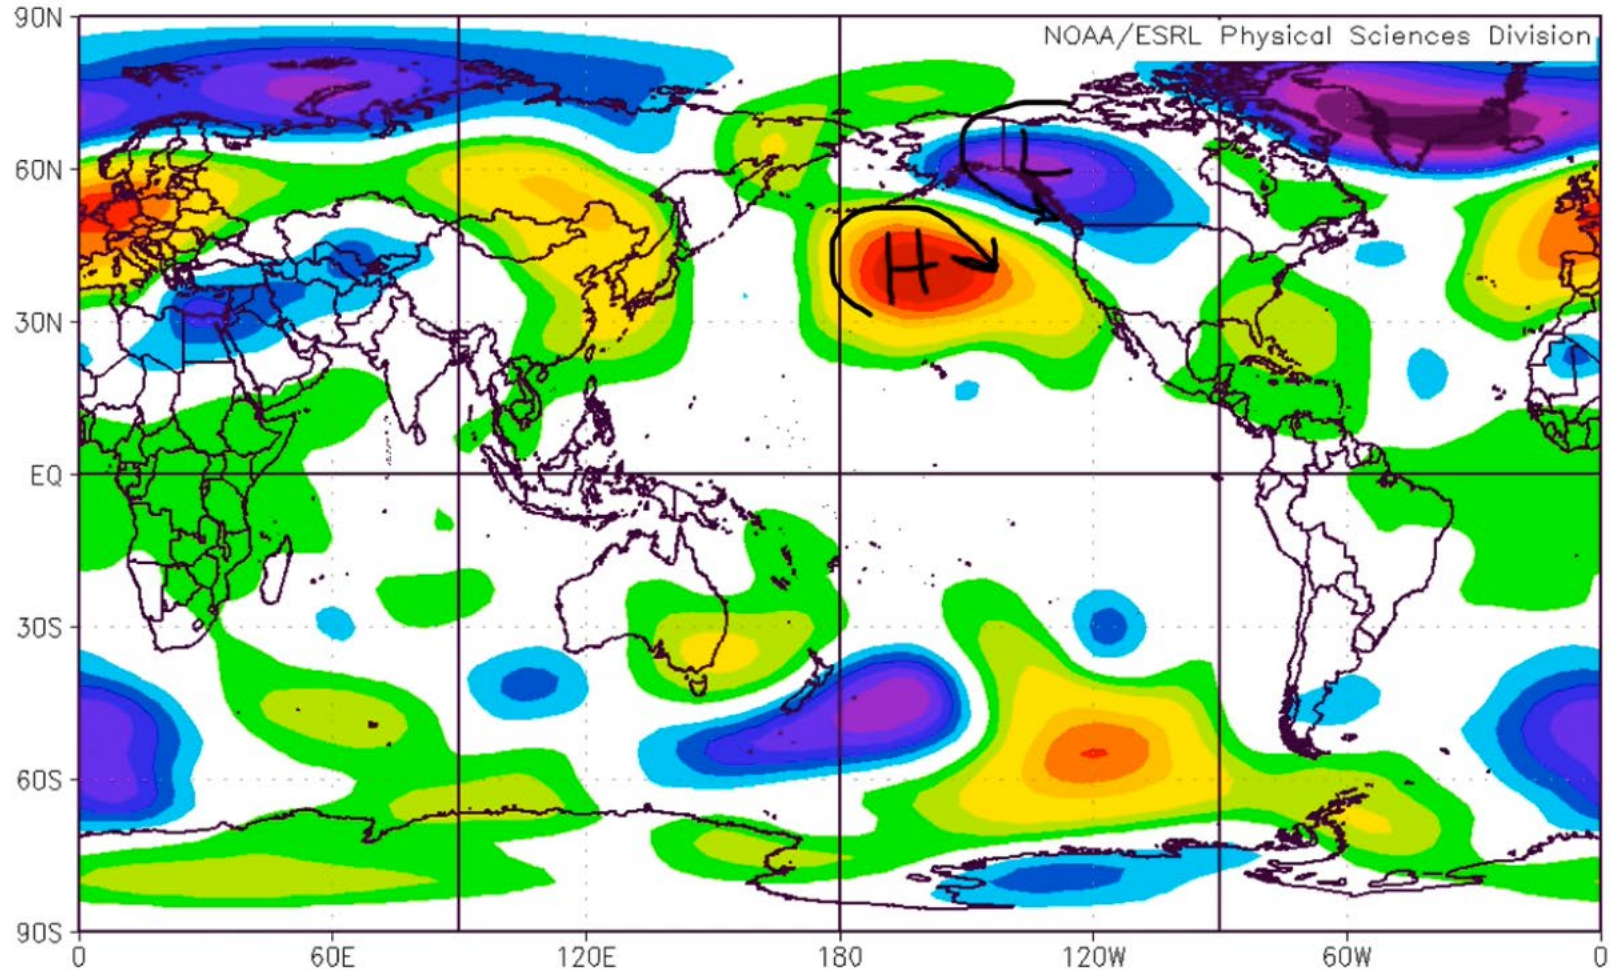 90N
NOAA/ESRL Physical Sciences Division
60N
L
H
30N
EQ
30S
60S
90S
0 60E 120E 180 120W 60W 0